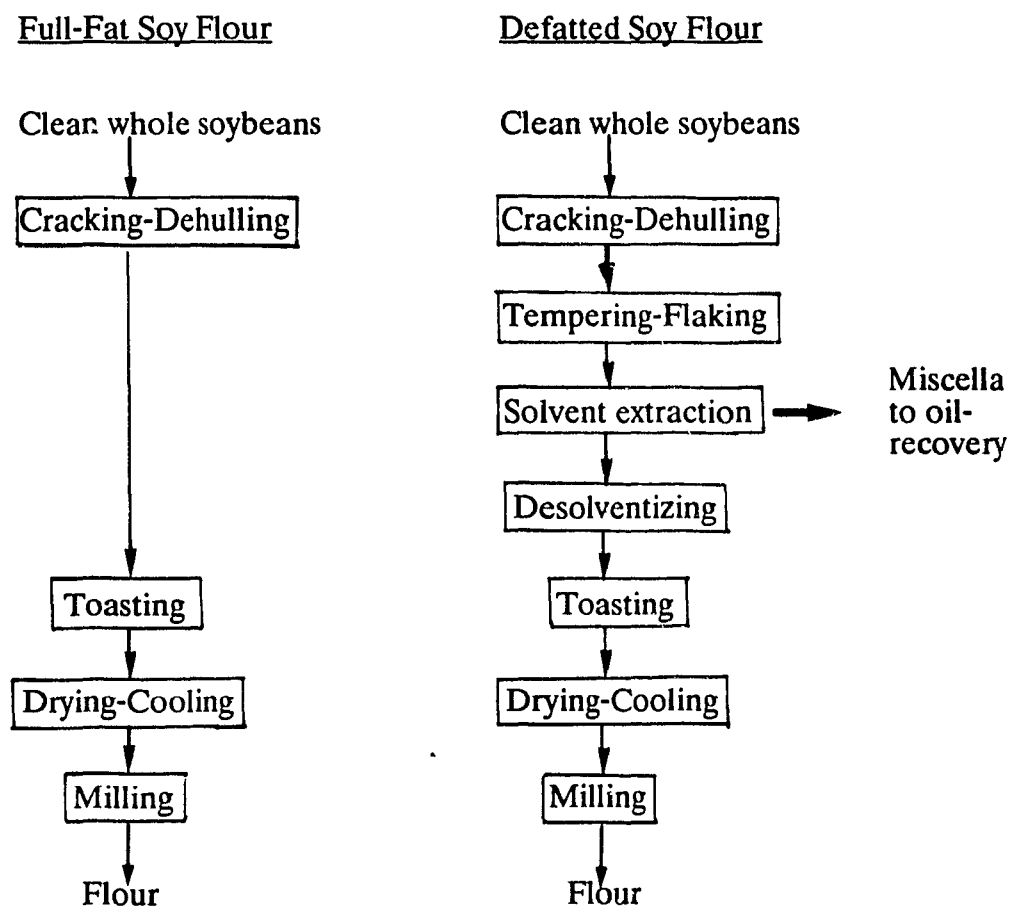 Full-Fat Soy Flour
Clean whole soybeans
Cracking-Dehulling
Toasting
Drying-Cooling
Milling
Flour
Defatted Soy Flour
Clean whole soybeans
Cracking-Dehulling
Tempering-Flaking
Solvent extraction
Miscella
to oil-
recovery
Desolventizing
Toasting
Drying-Cooling
Milling
Flour